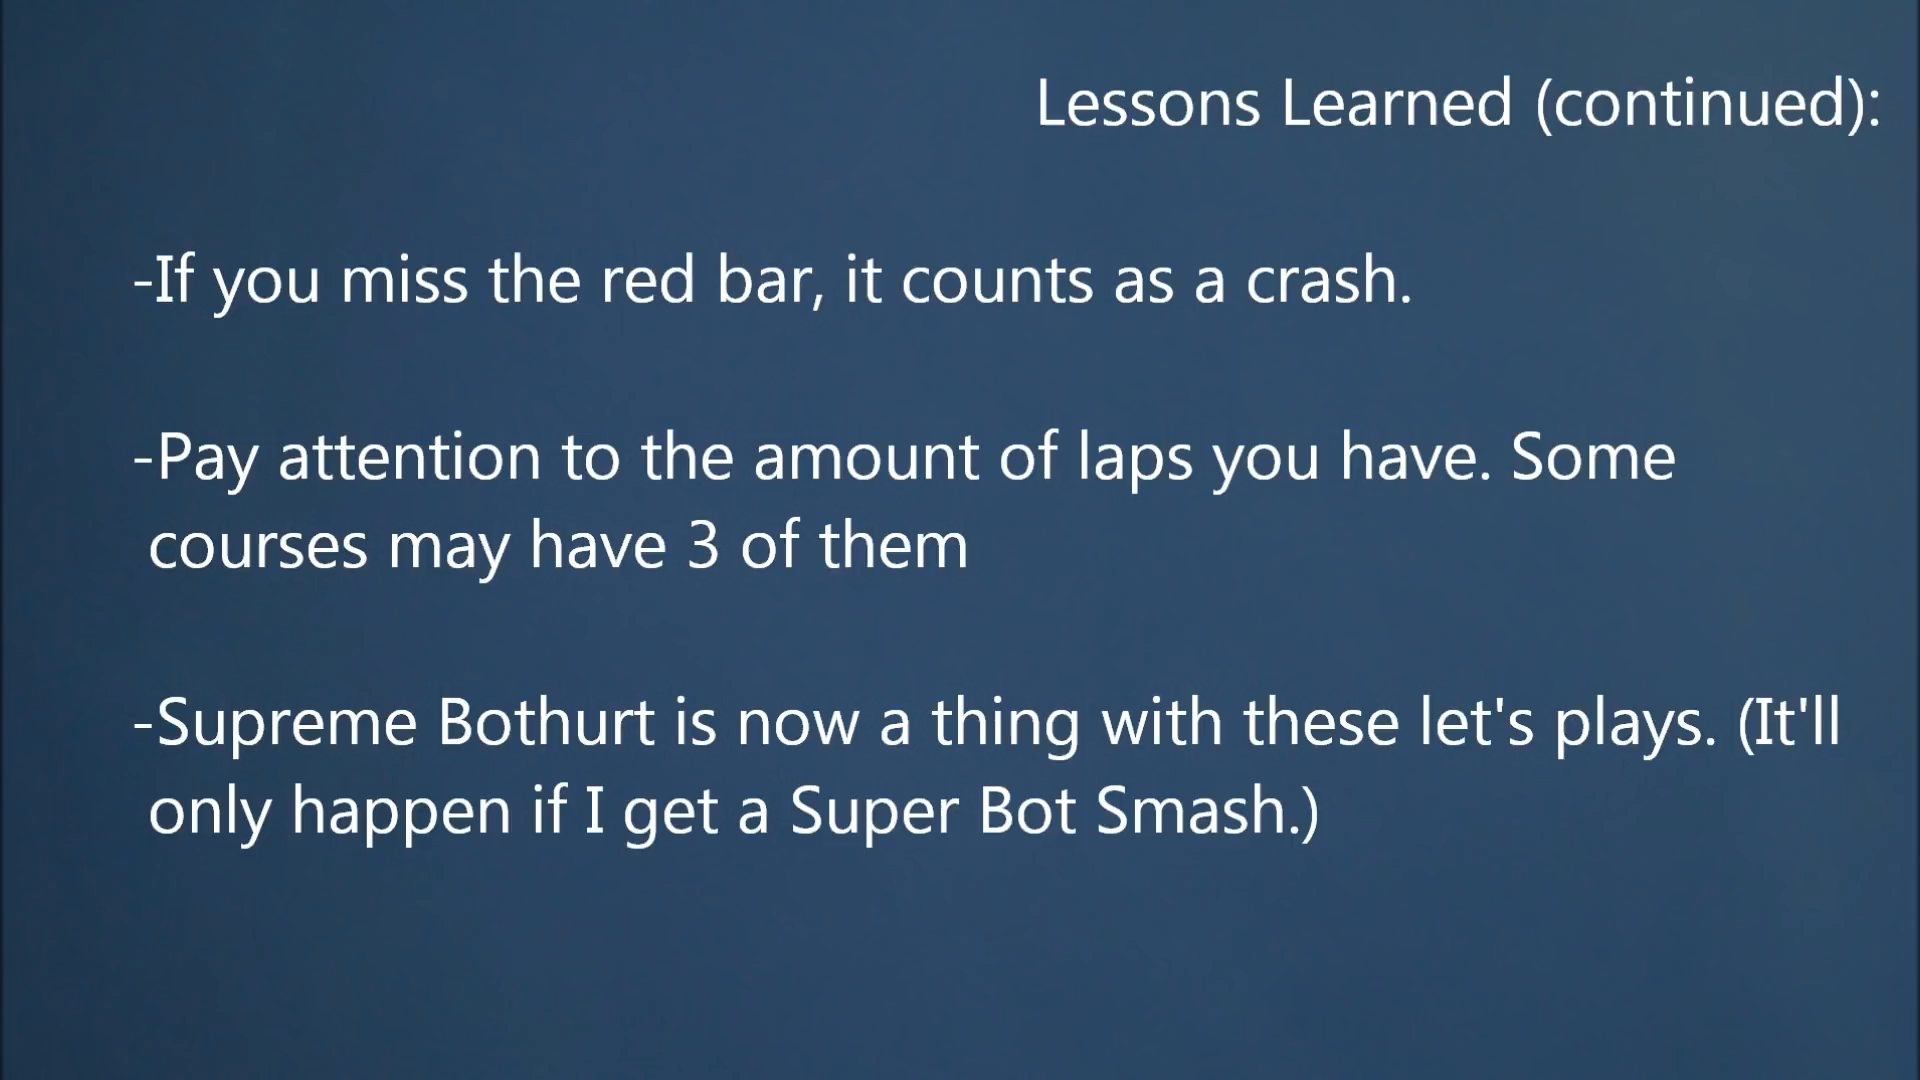 Lessons Learned (continued):
-If you miss the red bar, it counts as a crash.
-Pay attention to the amount of laps you have. Some
courses may have 3 of them
-Supreme Bothurt is now a thing with these let's plays. (It'll
only happen if I get a Super Bot Smash.)